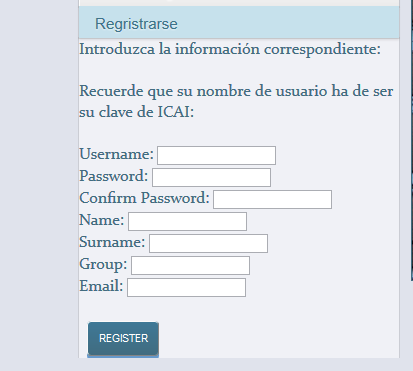 Regristrarse
Introduzca la información correspondiente:
Recuerde que su nombre de usuario ha de ser
su clave de ICAI:
Username:
Password:
Confirm Password:
Name:
Surname:
Group:
Email:
REGISTER